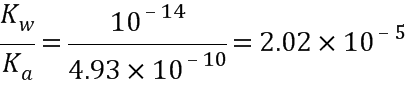 K_w / K_a = 10^{-14} / 4.93 × 10^{-10} = 2.02 × 10^{-5}